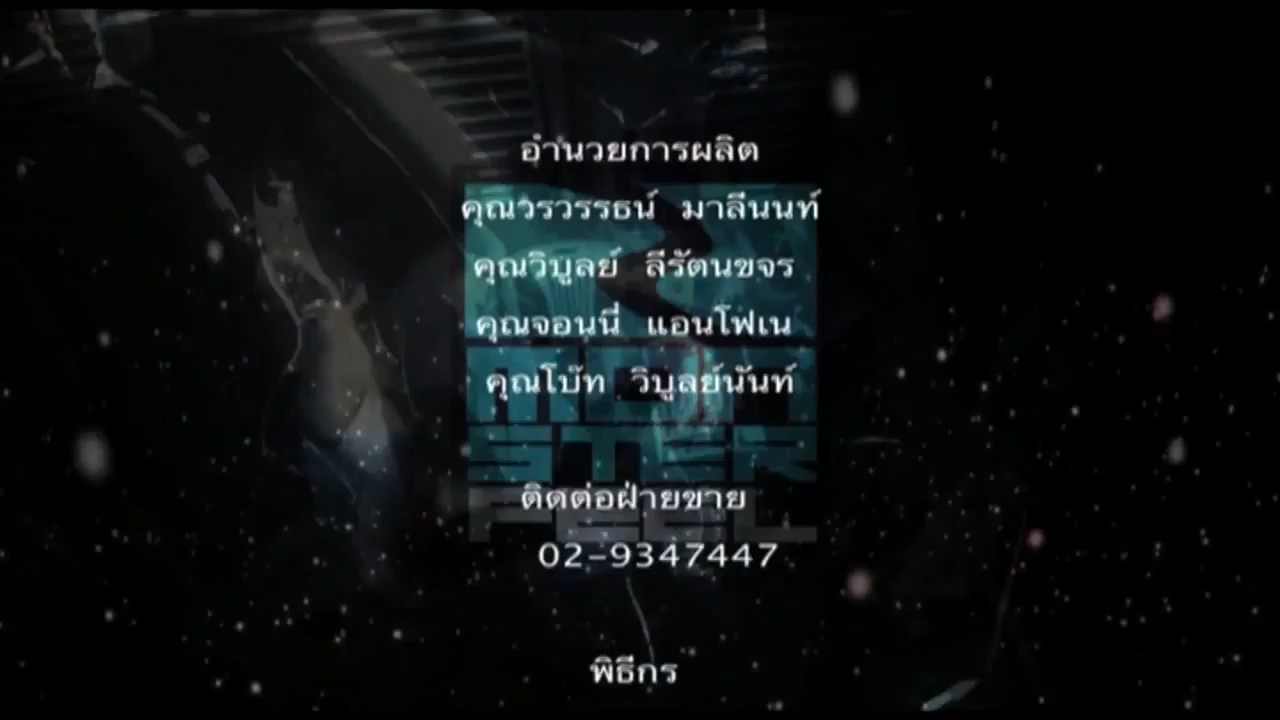 อำนวยการผลิต
คุณวรวรรธน์ มาลีนนท์
คุณวิบูลย์ ลีรัตนขจร
คุณจอนนี่ แอนโฟเน
คุณโบ๊ท วิบูลย์นันท์
MON
STER
FEEL
ติดต่อฝ่ายขาย
02-9347447
พิธีกร